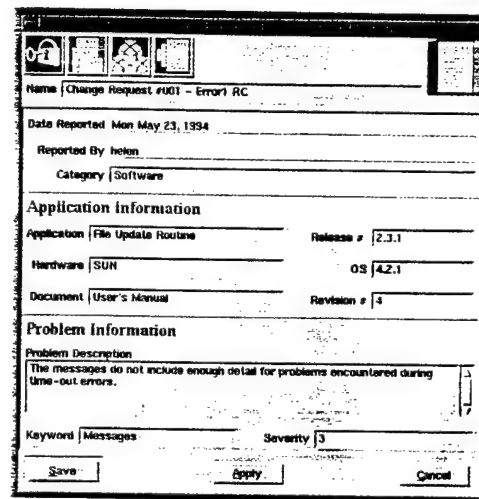 Name Change Request #001 - Error1 RC
Date Reported Mon May 23, 1994
Reported By helen
Category Software
Application Information
Application File Update Routine Release # 2.3.1
Hardware SUN OS 4.2.1
Document User's Manual Revision # 4
Problem Information
Problem Description
The messages do not include enough detail for problems encountered during
time-out errors.
Keyword Messages Severity 3
Save Apply Cancel